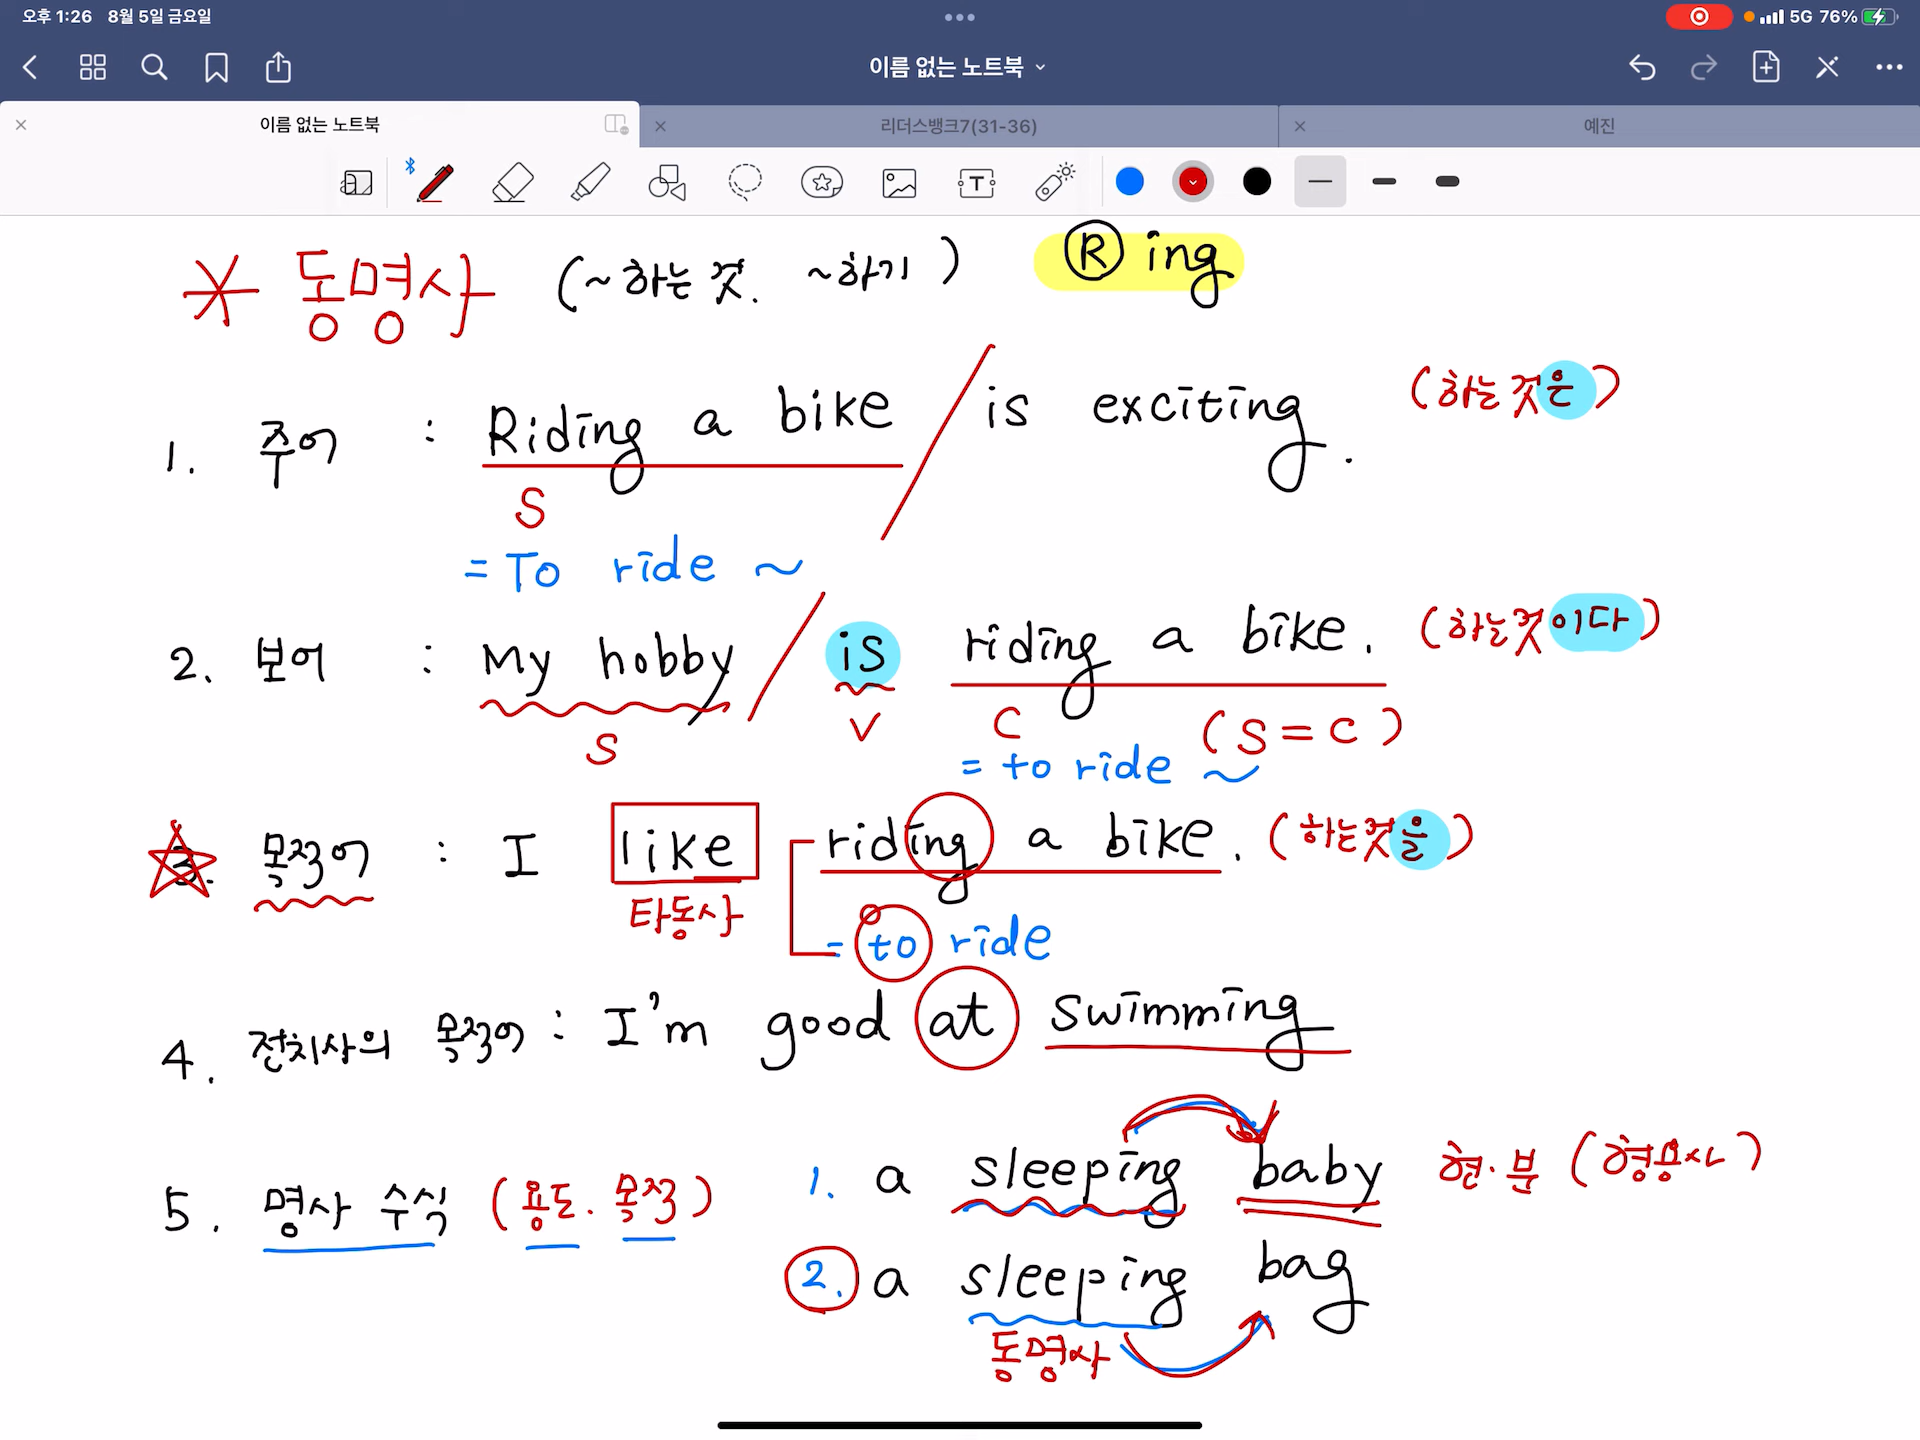 오후 1:26 8월 5일 금요일
5G 76%
이름 없는 노트북
이름 없는 노트북
리더스뱅크7(31-36)
예진
* 동명사 (~하는 것. ~하기) Ⓡ ing
1. 주어 : Riding a bike / is exciting. (하는 것은)
S
= To ride ~
2. 보어 : My hobby / is riding a bike. (하는것이다)
S V C (S = C)
= to ride ~
3. 목적어 : I like riding a bike. (하는것을)
타동사 = to ride
4. 전치사의 목적어 : I'm good at swimming
5. 명사 수식 (용도. 목적) 1. a sleeping baby 현·분 (형용사)
2. a sleeping bag
동명사